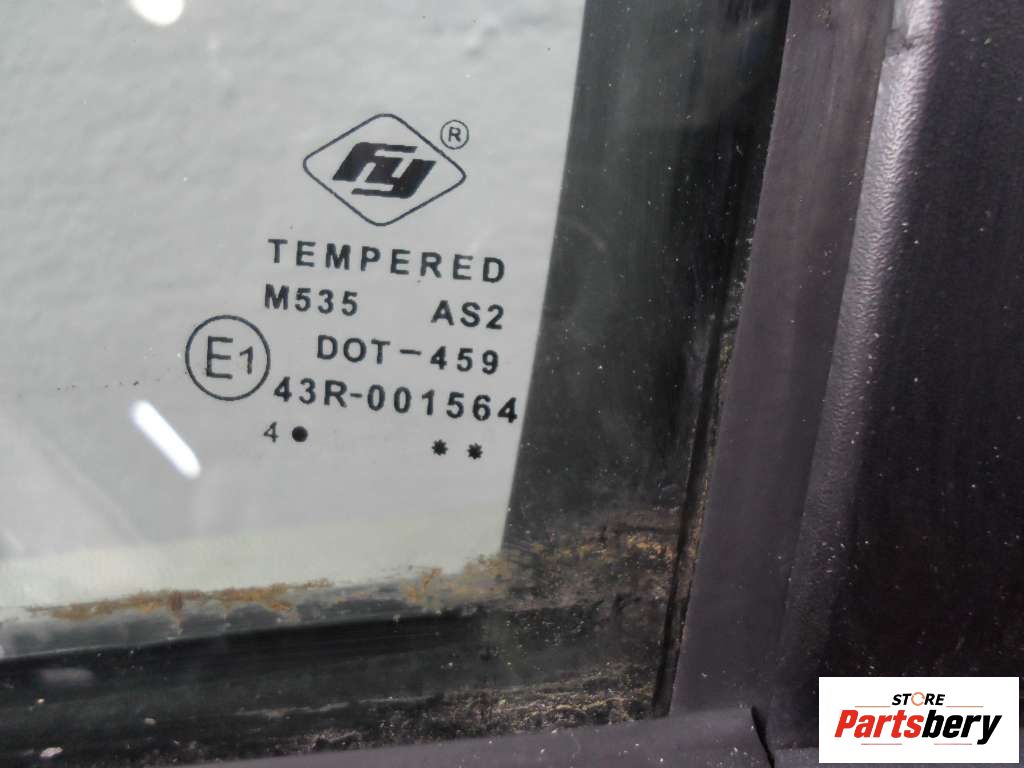 fy ®
TEMPERED
M535 AS2
DOT-459
E1
43R-001564
4 ● * *
STORE
Partsbery